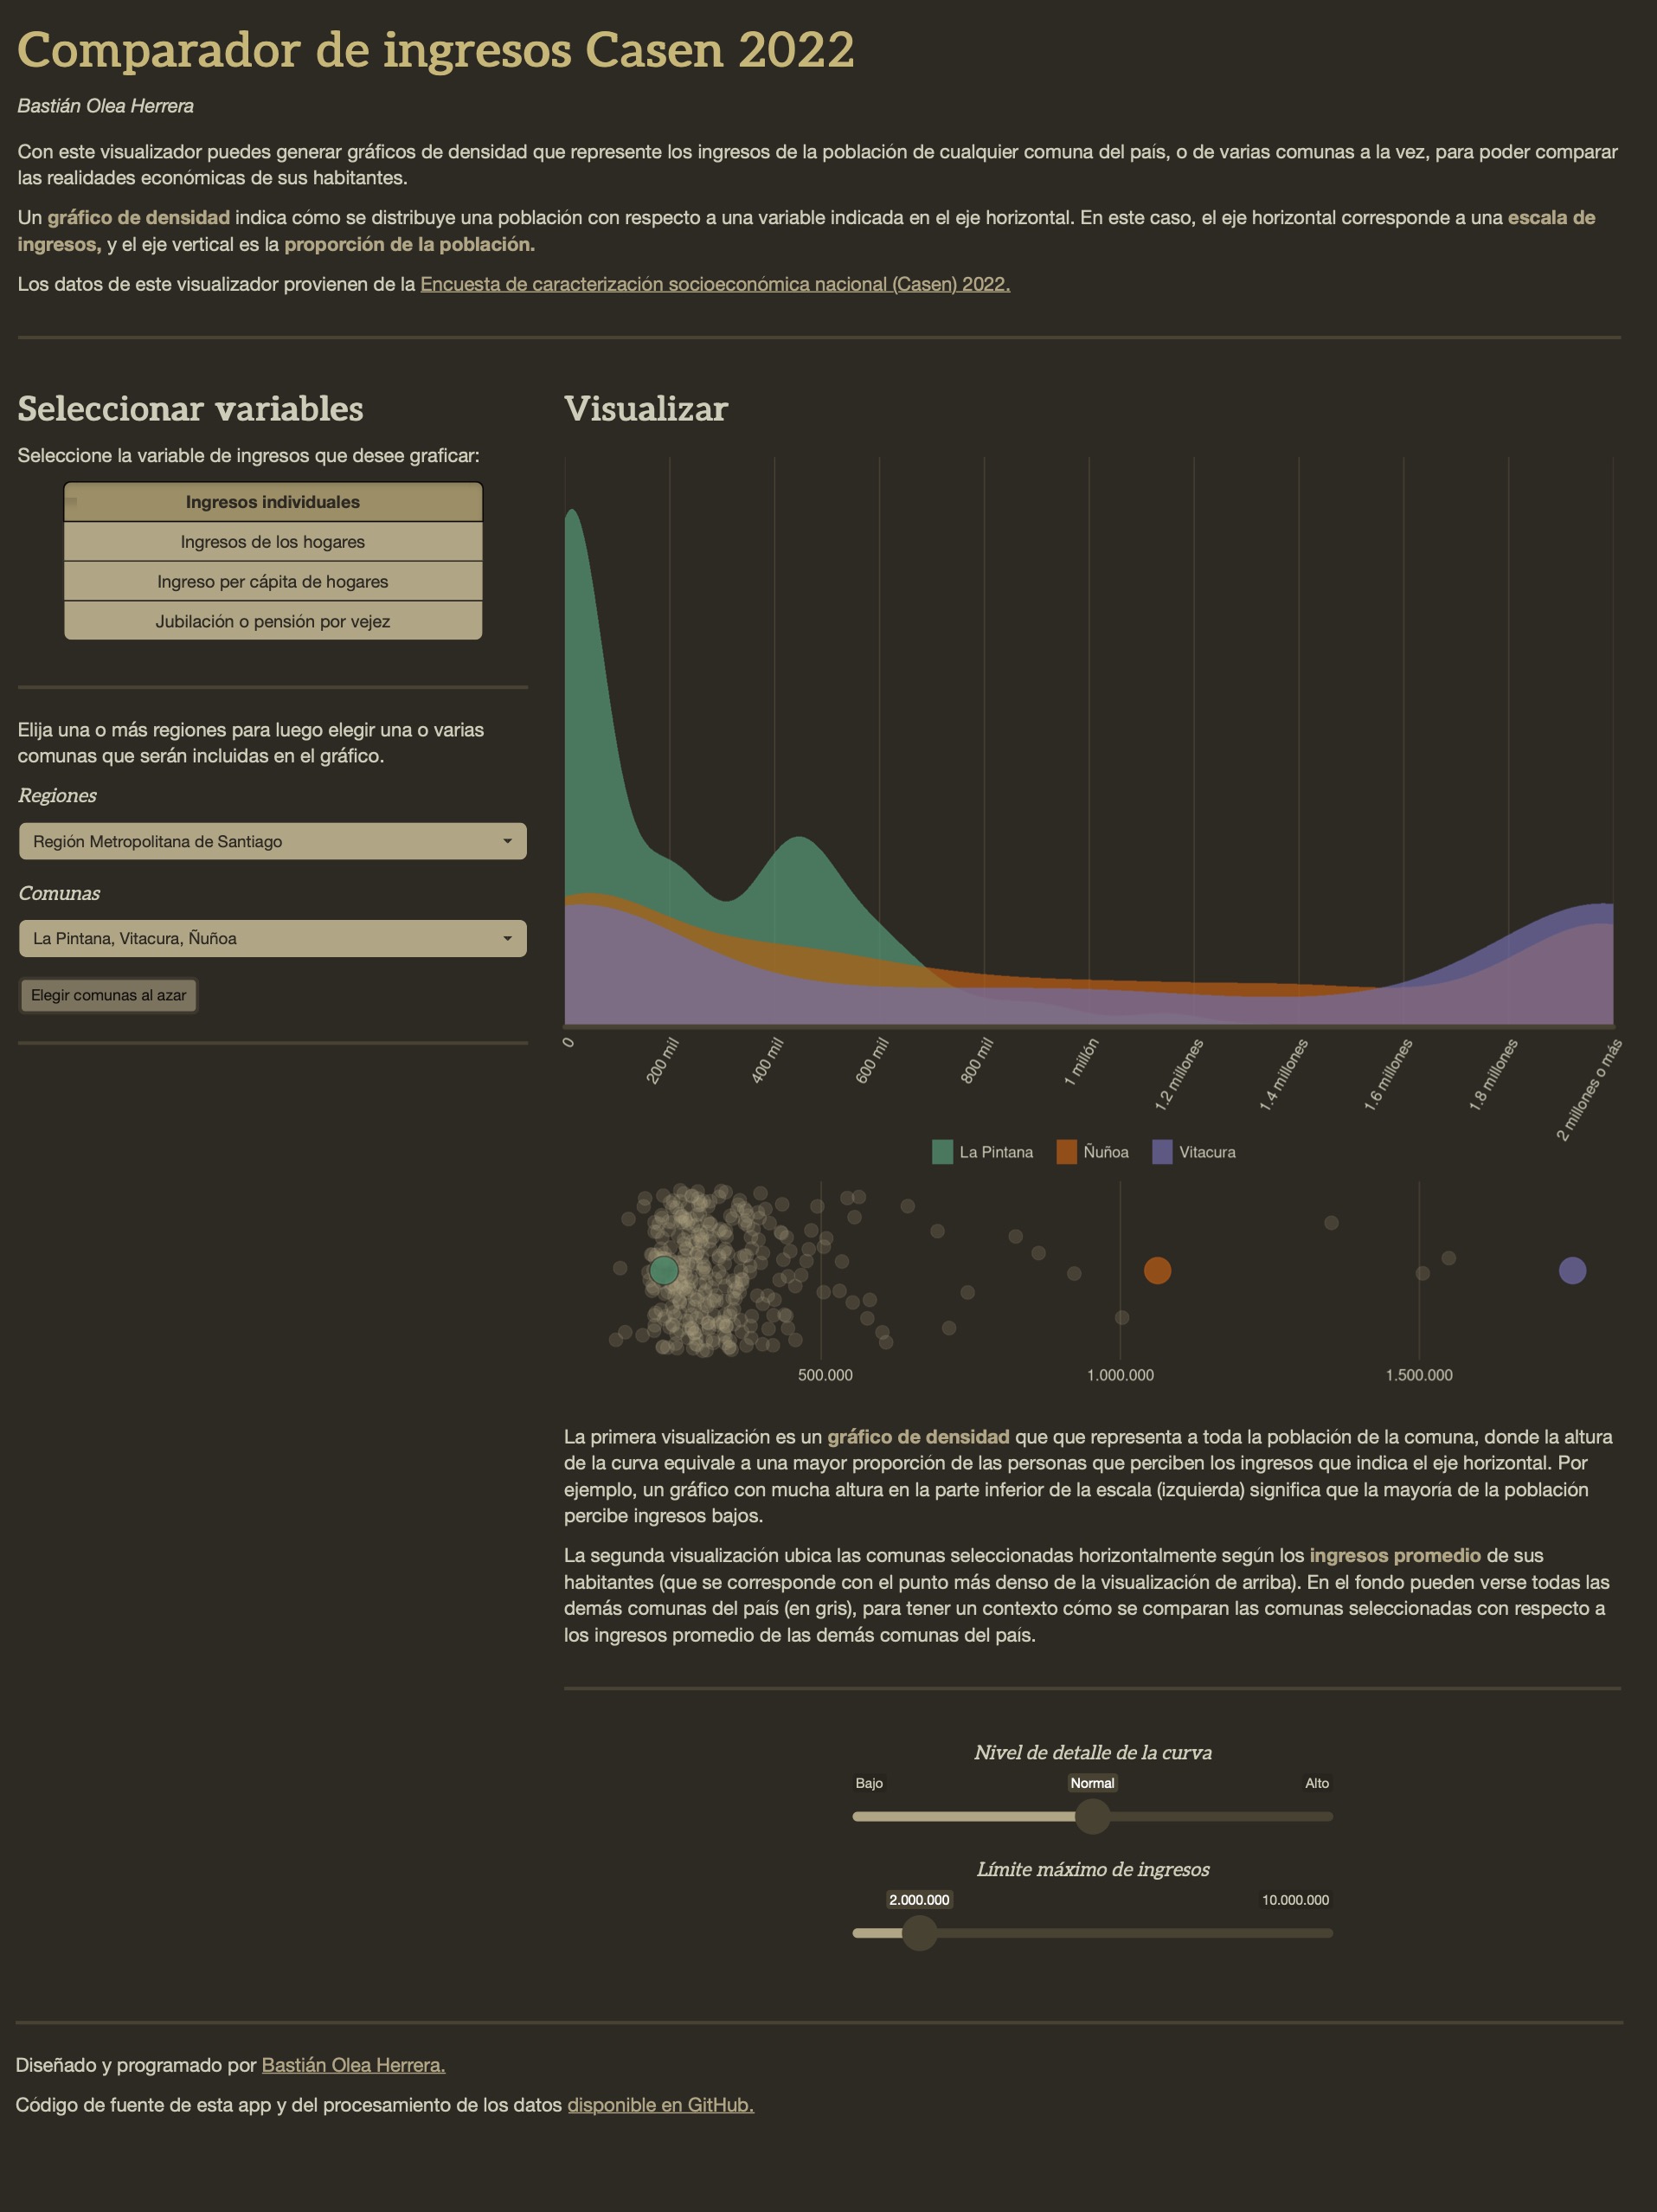 Comparador de ingresos Casen 2022
Bastián Olea Herrera
Con este visualizador puedes generar gráficos de densidad que represente los ingresos de la población de cualquier comuna del país, o de varias comunas a la vez, para poder comparar
las realidades económicas de sus habitantes.
Un gráfico de densidad indica cómo se distribuye una población con respecto a una variable indicada en el eje horizontal. En este caso, el eje horizontal corresponde a una escala de
ingresos, y el eje vertical es la proporción de la población.
Los datos de este visualizador provienen de la Encuesta de caracterización socioeconómica nacional (Casen) 2022.
Seleccionar variables
Seleccione la variable de ingresos que desee graficar:
Ingresos individuales
Ingresos de los hogares
Ingreso per cápita de hogares
Jubilación o pensión por vejez
Elija una o más regiones para luego elegir una o varias
comunas que serán incluidas en el gráfico.
Regiones
Región Metropolitana de Santiago
Comunas
La Pintana, Vitacura, Ñuñoa
Elegir comunas al azar
Visualizar
0
200 mil
400 mil
600 mil
800 mil
1 millón
1.2 millones
1.4 millones
1.6 millones
1.8 millones
2 millones o más
La Pintana
Ñuñoa
Vitacura
500.000
1.000.000
1.500.000
La primera visualización es un gráfico de densidad que que representa a toda la población de la comuna, donde la altura
de la curva equivale a una mayor proporción de las personas que perciben los ingresos que indica el eje horizontal. Por
ejemplo, un gráfico con mucha altura en la parte inferior de la escala (izquierda) significa que la mayoría de la población
percibe ingresos bajos.
La segunda visualización ubica las comunas seleccionadas horizontalmente según los ingresos promedio de sus
habitantes (que se corresponde con el punto más denso de la visualización de arriba). En el fondo pueden verse todas las
demás comunas del país (en gris), para tener un contexto cómo se comparan las comunas seleccionadas con respecto a
los ingresos promedio de las demás comunas del país.
Nivel de detalle de la curva
Bajo
Normal
Alto
Límite máximo de ingresos
2.000.000
10.000.000
Diseñado y programado por Bastián Olea Herrera.
Código de fuente de esta app y del procesamiento de los datos disponible en GitHub.